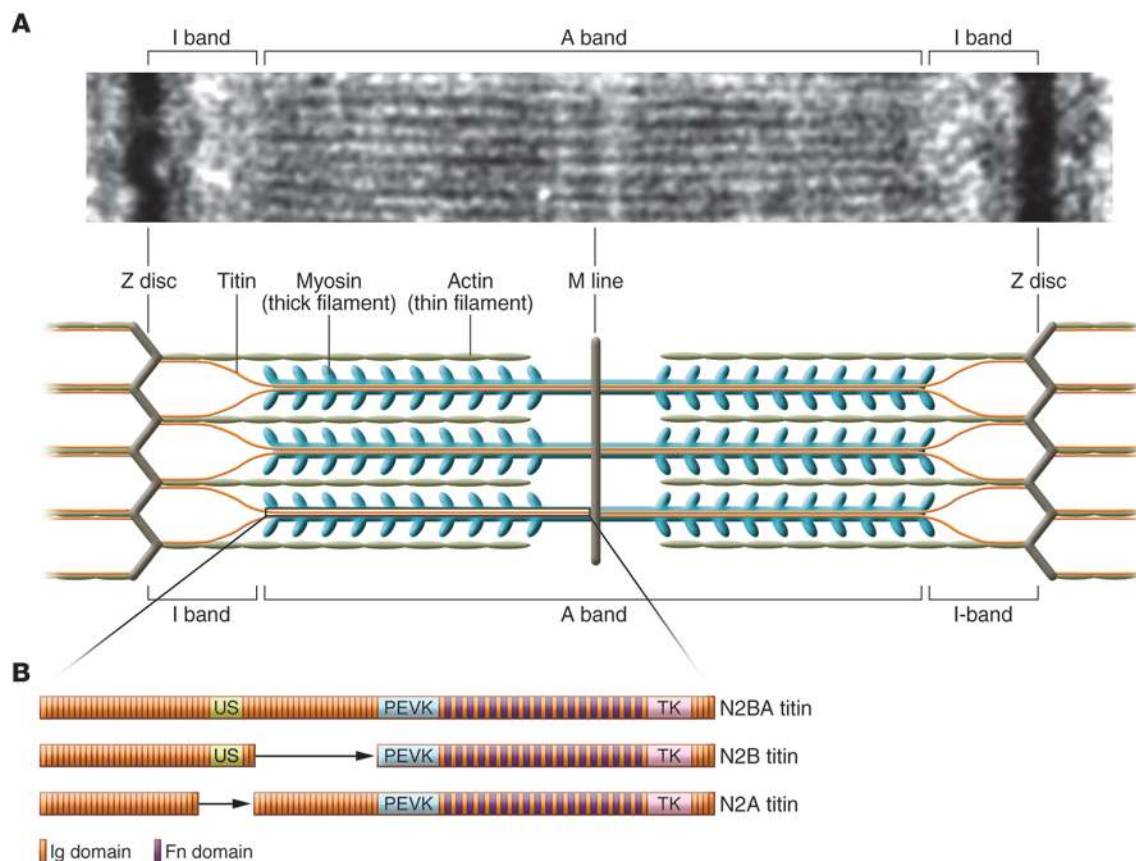 A
I band
A band
I band
Z disc
Titin
Myosin
(thick filament)
Actin
(thin filament)
M line
Z disc
I band
A band
I-band
B
US
PEVK
TK
N2BA titin
US
PEVK
TK
N2B titin
PEVK
TK
N2A titin
Ig domain
Fn domain